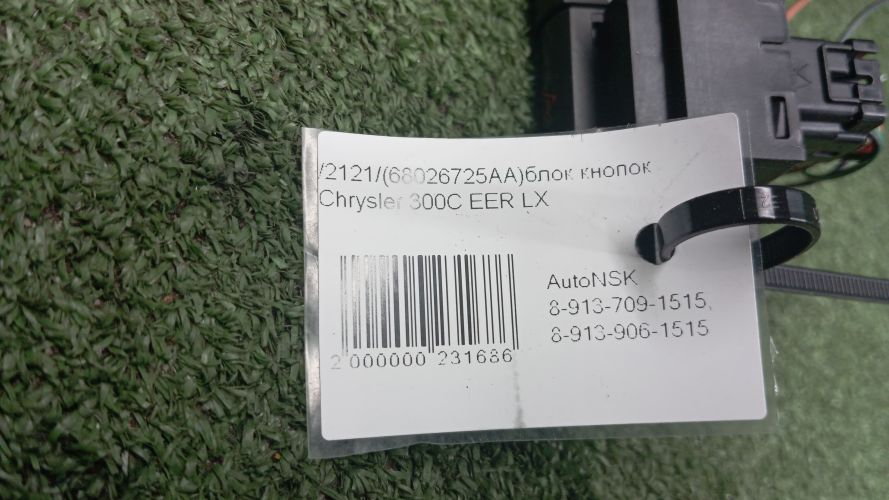 /2121/(68026725AA)блок кнопок
Chrysler 300C EER LX
AutoNSK
8-913-709-1515,
8-913-906-1515
2 000000 231686